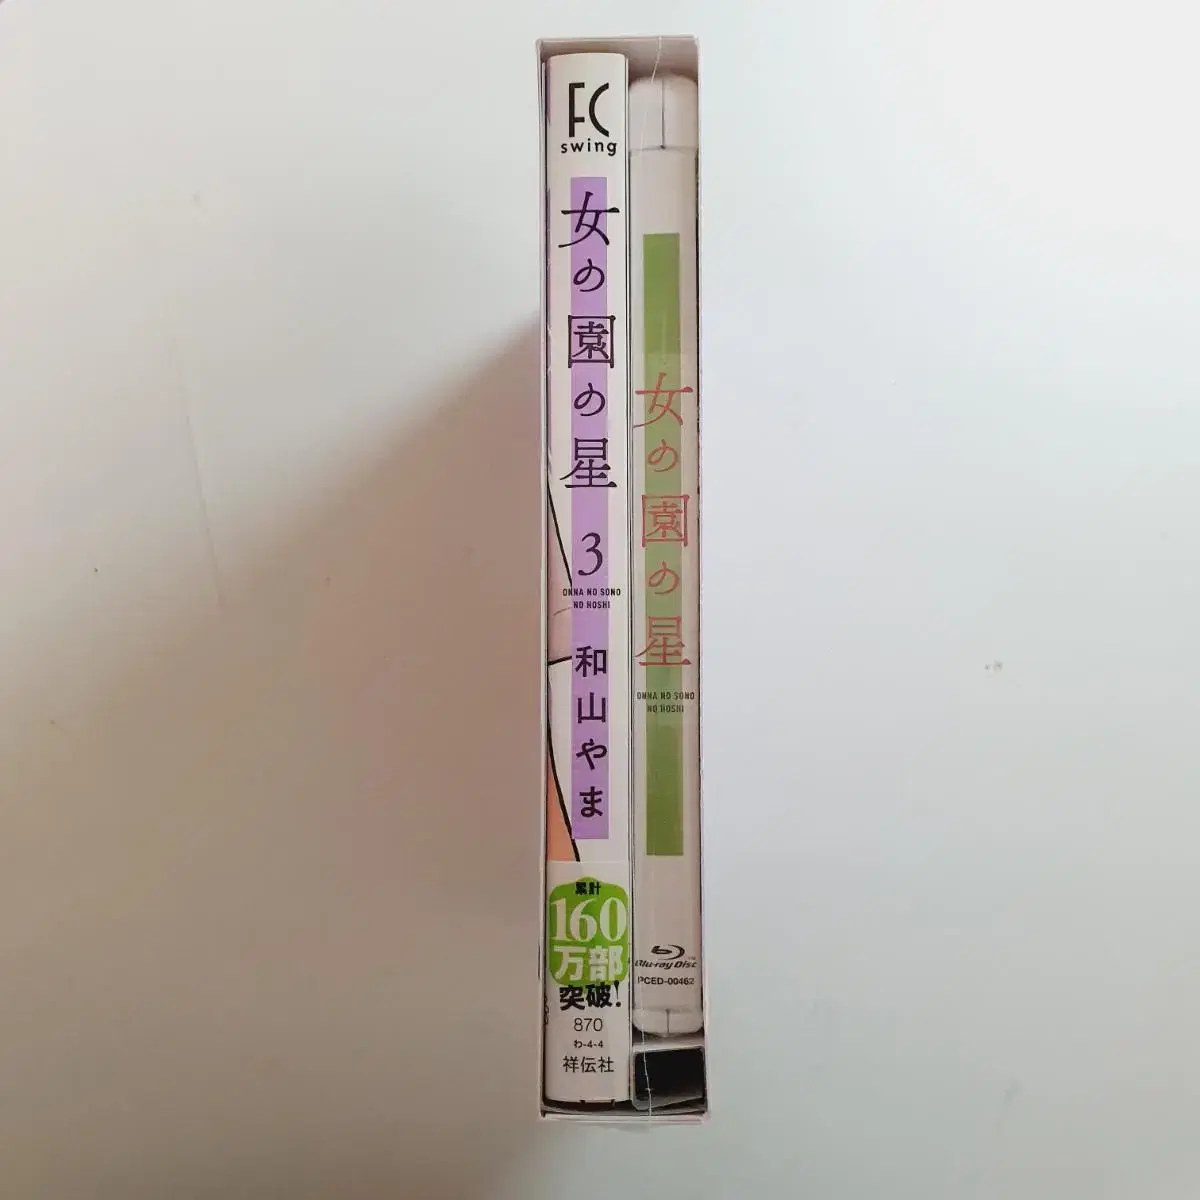 FC
swing
女の園の星
3
ONNA NO SONO
NO HOSHI
和山やま
累計
160
万部
突破!
870
わ-4-4
祥伝社
女の園の星
ONNA NO SONO
NO HOSHI
Blu-ray Disc
PCED-00462